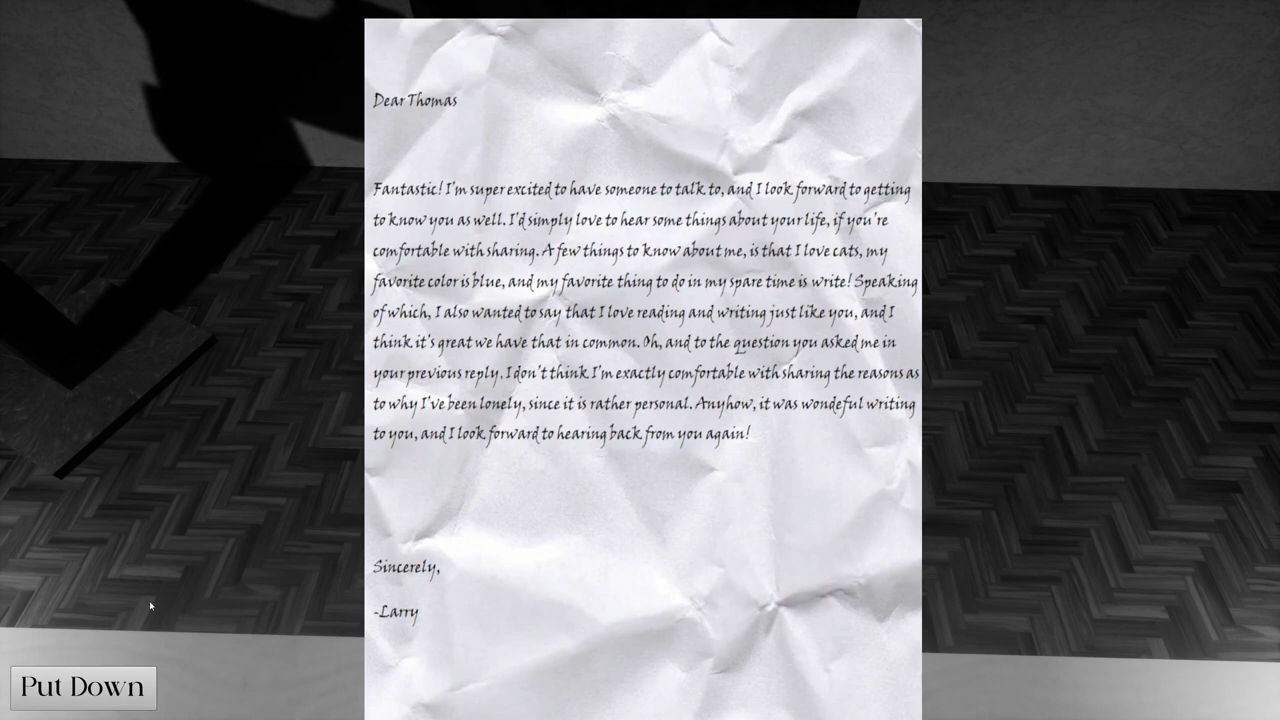 Dear Thomas
Fantastic! I'm super excited to have someone to talk to, and I look forward to getting
to know you as well. I'd simply love to hear some things about your life, if you're
comfortable with sharing. A few things to know about me, is that I love cats, my
favorite color is blue, and my favorite thing to do in my spare time is write! Speaking
of which, I also wanted to say that I love reading and writing just like you, and I
think it's great we have that in common. Oh, and to the question you asked me in
your previous reply. I don't think I'm exactly comfortable with sharing the reasons as
to why I've been lonely, since it is rather personal. Anyhow, it was wondeful writing
to you, and I look forward to hearing back from you again!
Sincerely,
-Larry
Put Down